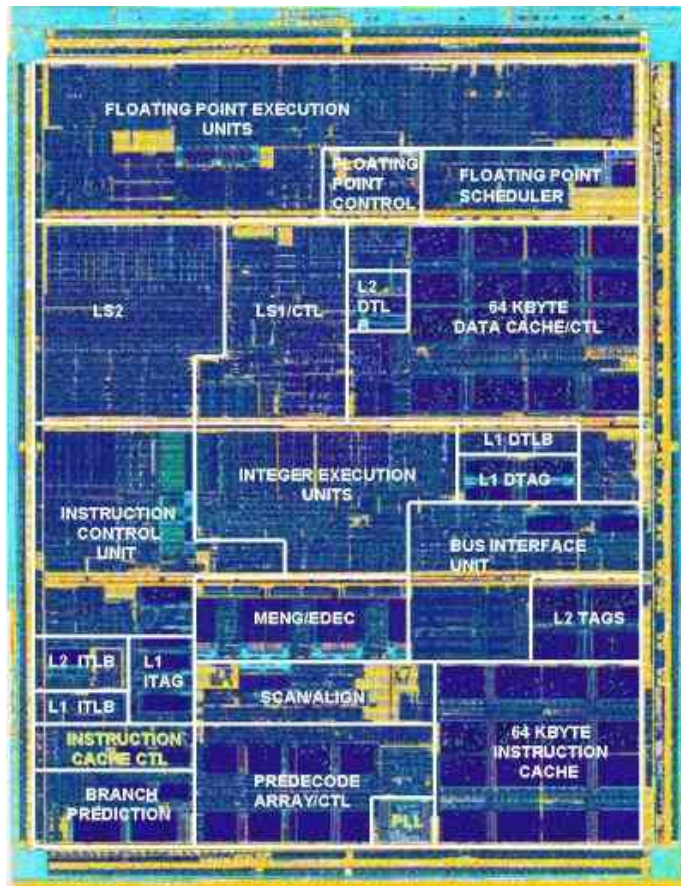 FLOATING POINT EXECUTION
UNITS
FLOATING
POINT
CONTROL
FLOATING POINT
SCHEDULER
LS2
LS1/CTL
L2
DTL
B
64 KBYTE
DATA CACHE/CTL
L1 DTLB
L1 DTAG
INTEGER EXECUTION
UNITS
INSTRUCTION
CONTROL
UNIT
BUS INTERFACE
UNIT
MENG/EDEC
L2 TAGS
L2 ITLB
L1
ITAG
L1 ITLB
SCAN/ALIGN
64 KBYTE
INSTRUCTION
CACHE
INSTRUCTION
CACHE CTL
PREDECODE
ARRAY/CTL
BRANCH
PREDICTION
PLL